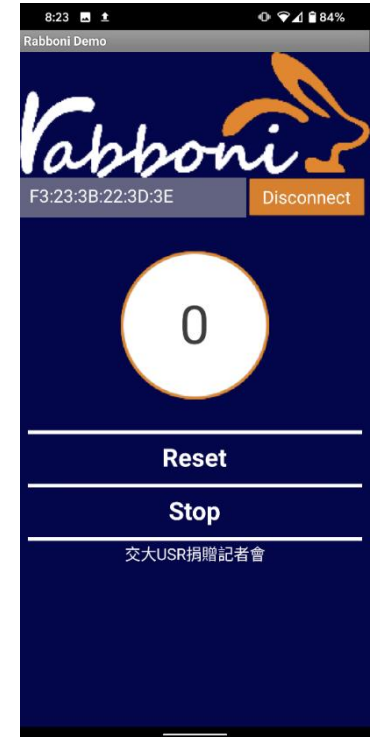 8:23 84%
Rabboni Demo
rabboni
F3:23:3B:22:3D:3E Disconnect
0
Reset
Stop
交大USR捐贈記者會